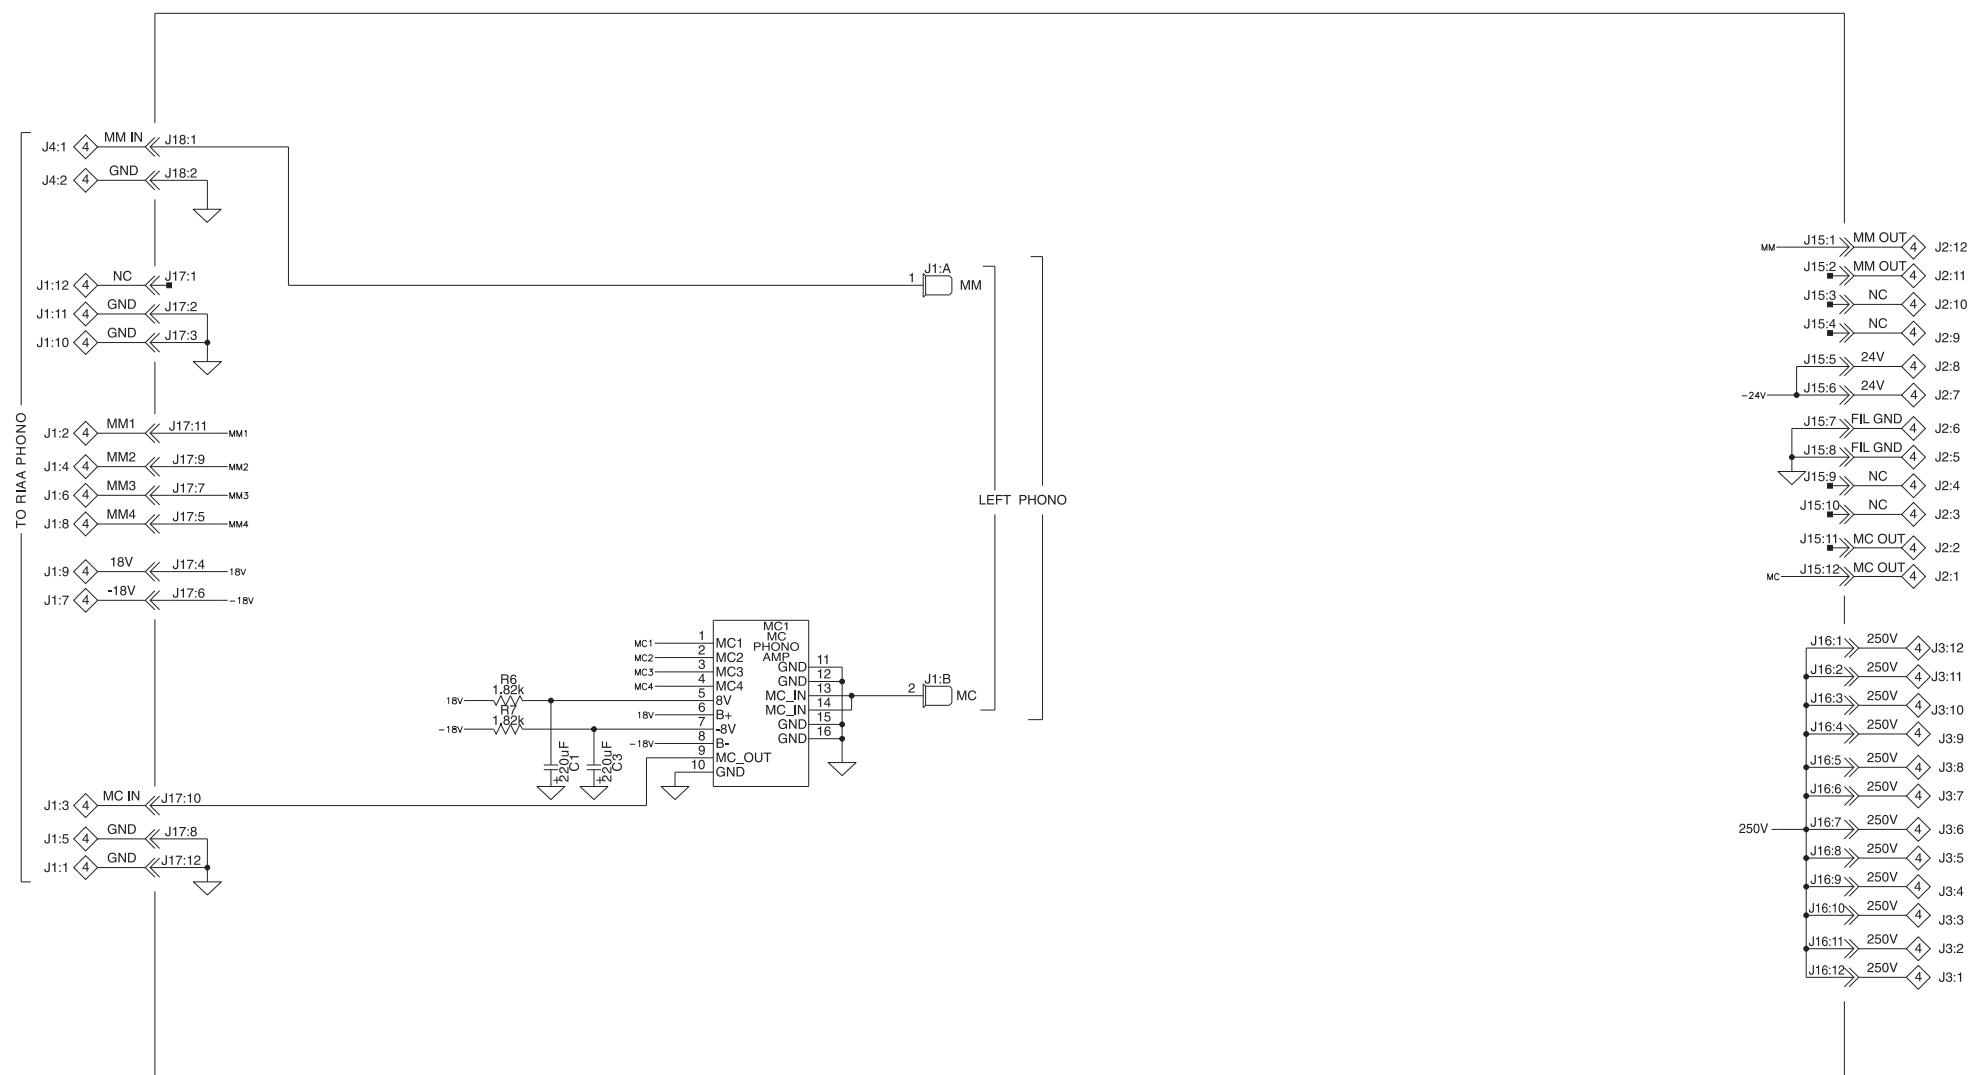 TO RIAA PHONO
J4:1 4 MM IN J18:1
J4:2 4 GND J18:2
J1:12 4 NC J17:1
J1:11 4 GND J17:2
J1:10 4 GND J17:3
J1:2 4 MM1 J17:11 MM1
J1:4 4 MM2 J17:9 MM2
J1:6 4 MM3 J17:7 MM3
J1:8 4 MM4 J17:5 MM4
J1:9 4 18V J17:4 18V
J1:7 4 -18V J17:6 -18V
J1:3 4 MC IN J17:10
J1:5 4 GND J17:8
J1:1 4 GND J17:12
1 J1:A MM
LEFT PHONO
2 J1:B MC
MC1
MC
PHONO
AMP
MC1 1 MC1
MC2 2 MC2
MC3 3 MC3
MC4 4 MC4
R6
1.82k
18V 5 8V
18V 6 B+
R7
1.82k
-18V 7 -8V
-18V 8 B-
9 MC_OUT
10 GND
GND 11
GND 12
MC_IN 13
MC_IN 14
GND 15
GND 16
+ 220uF
C1
+ 220uF
C3
MM J15:1 MM OUT 4 J2:12
J15:2 MM OUT 4 J2:11
J15:3 NC 4 J2:10
J15:4 NC 4 J2:9
J15:5 24V 4 J2:8
-24V J15:6 24V 4 J2:7
J15:7 FIL GND 4 J2:6
J15:8 FIL GND 4 J2:5
J15:9 NC 4 J2:4
J15:10 NC 4 J2:3
J15:11 MC OUT 4 J2:2
MC J15:12 MC OUT 4 J2:1
J16:1 250V 4 J3:12
J16:2 250V 4 J3:11
J16:3 250V 4 J3:10
J16:4 250V 4 J3:9
J16:5 250V 4 J3:8
J16:6 250V 4 J3:7
250V J16:7 250V 4 J3:6
J16:8 250V 4 J3:5
J16:9 250V 4 J3:4
J16:10 250V 4 J3:3
J16:11 250V 4 J3:2
J16:12 250V 4 J3:1